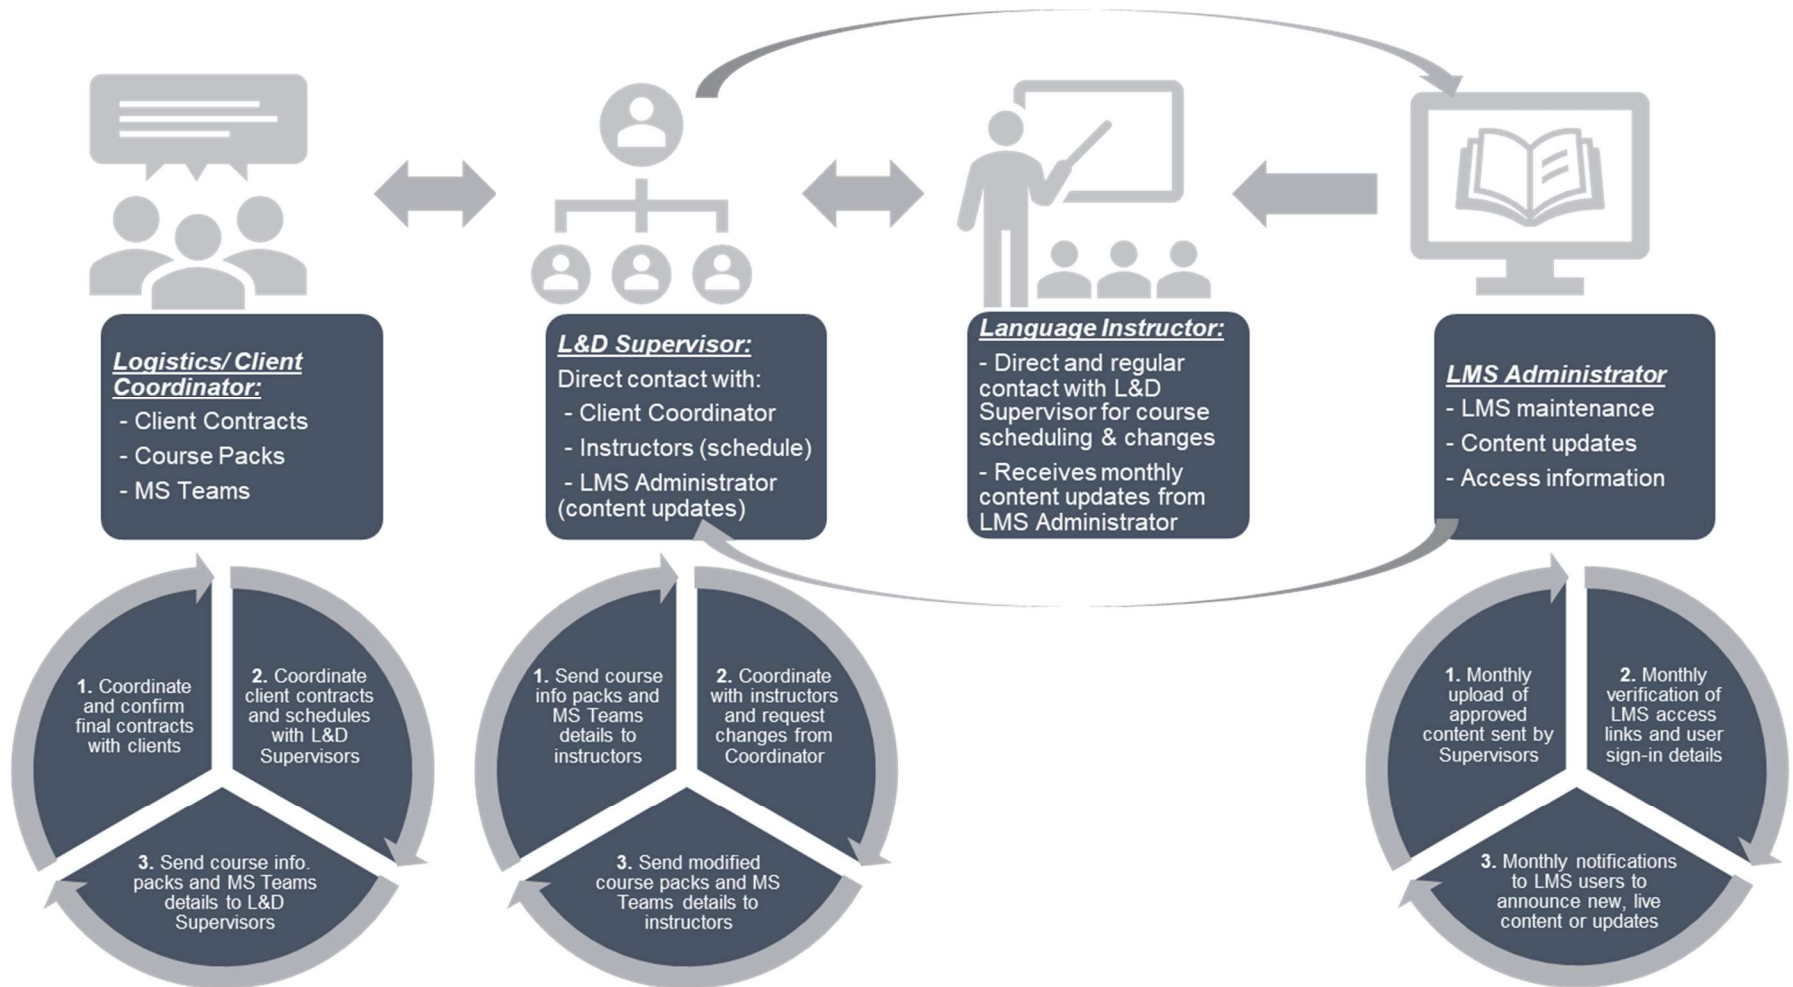 Logistics/ Client
Coordinator:
- Client Contracts
- Course Packs
- MS Teams
L&D Supervisor:
Direct contact with:
- Client Coordinator
- Instructors (schedule)
- LMS Administrator
(content updates)
Language Instructor:
- Direct and regular
contact with L&D
Supervisor for course
scheduling & changes
- Receives monthly
content updates from
LMS Administrator
LMS Administrator
- LMS maintenance
- Content updates
- Access information
1. Coordinate
and confirm
final contracts
with clients
2. Coordinate
client contracts
and schedules
with L&D
Supervisors
3. Send course info.
packs and MS Teams
details to L&D
Supervisors
1. Send course
info packs and
MS Teams
details to
instructors
2. Coordinate
with instructors
and request
changes from
Coordinator
3. Send modified
course packs and MS
Teams details to
instructors
1. Monthly
upload of
approved
content sent by
Supervisors
2. Monthly
verification of
LMS access
links and user
sign-in details
3. Monthly notifications
to LMS users to
announce new, live
content or updates